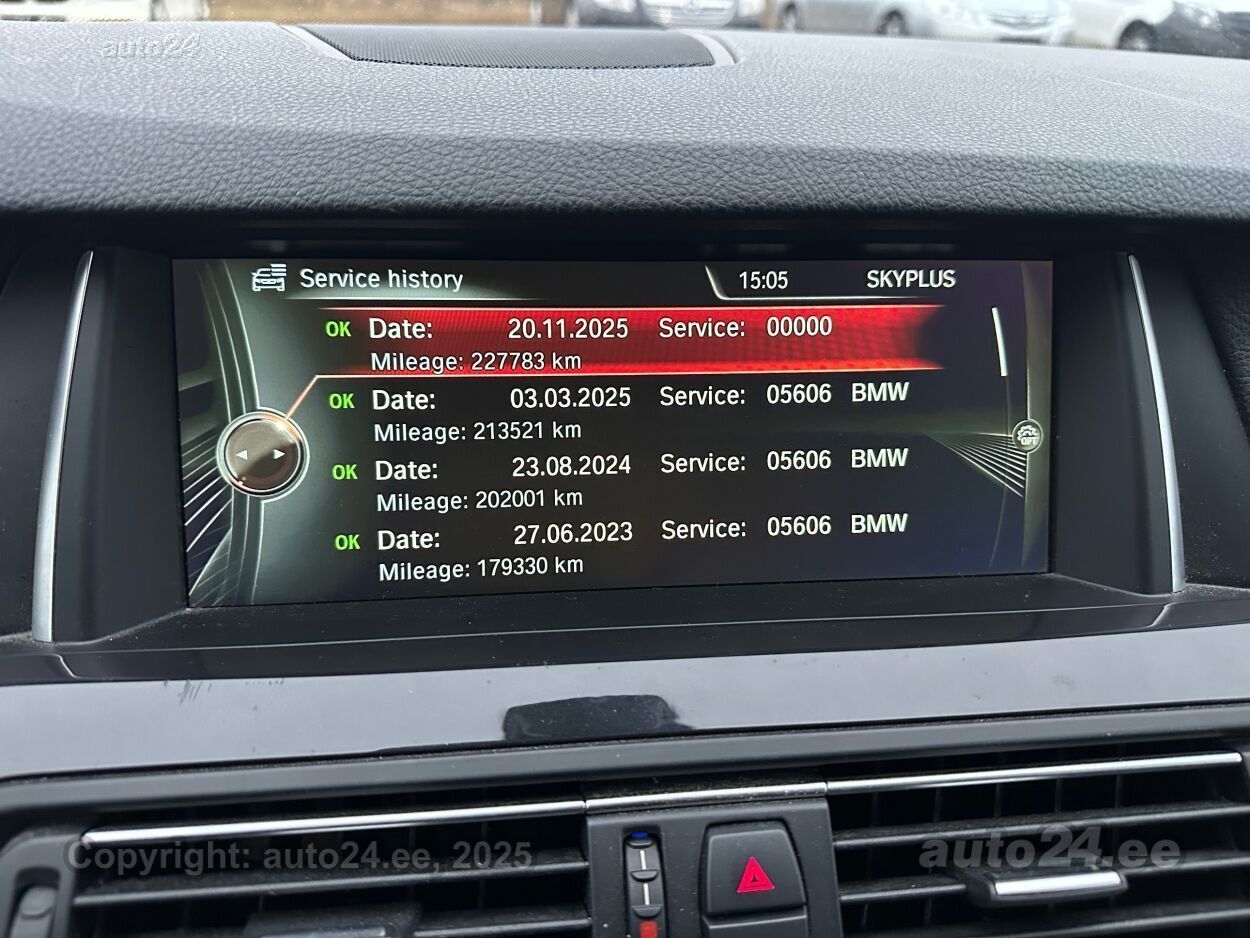 auto24
Service history 15:05 SKYPLUS
OK Date: 20.11.2025 Service: 00000
Mileage: 227783 km
OK Date: 03.03.2025 Service: 05606 BMW
Mileage: 213521 km
OK Date: 23.08.2024 Service: 05606 BMW
Mileage: 202001 km
OK Date: 27.06.2023 Service: 05606 BMW
Mileage: 179330 km
OPT
Copyright: auto24.ee, 2025
auto24.ee